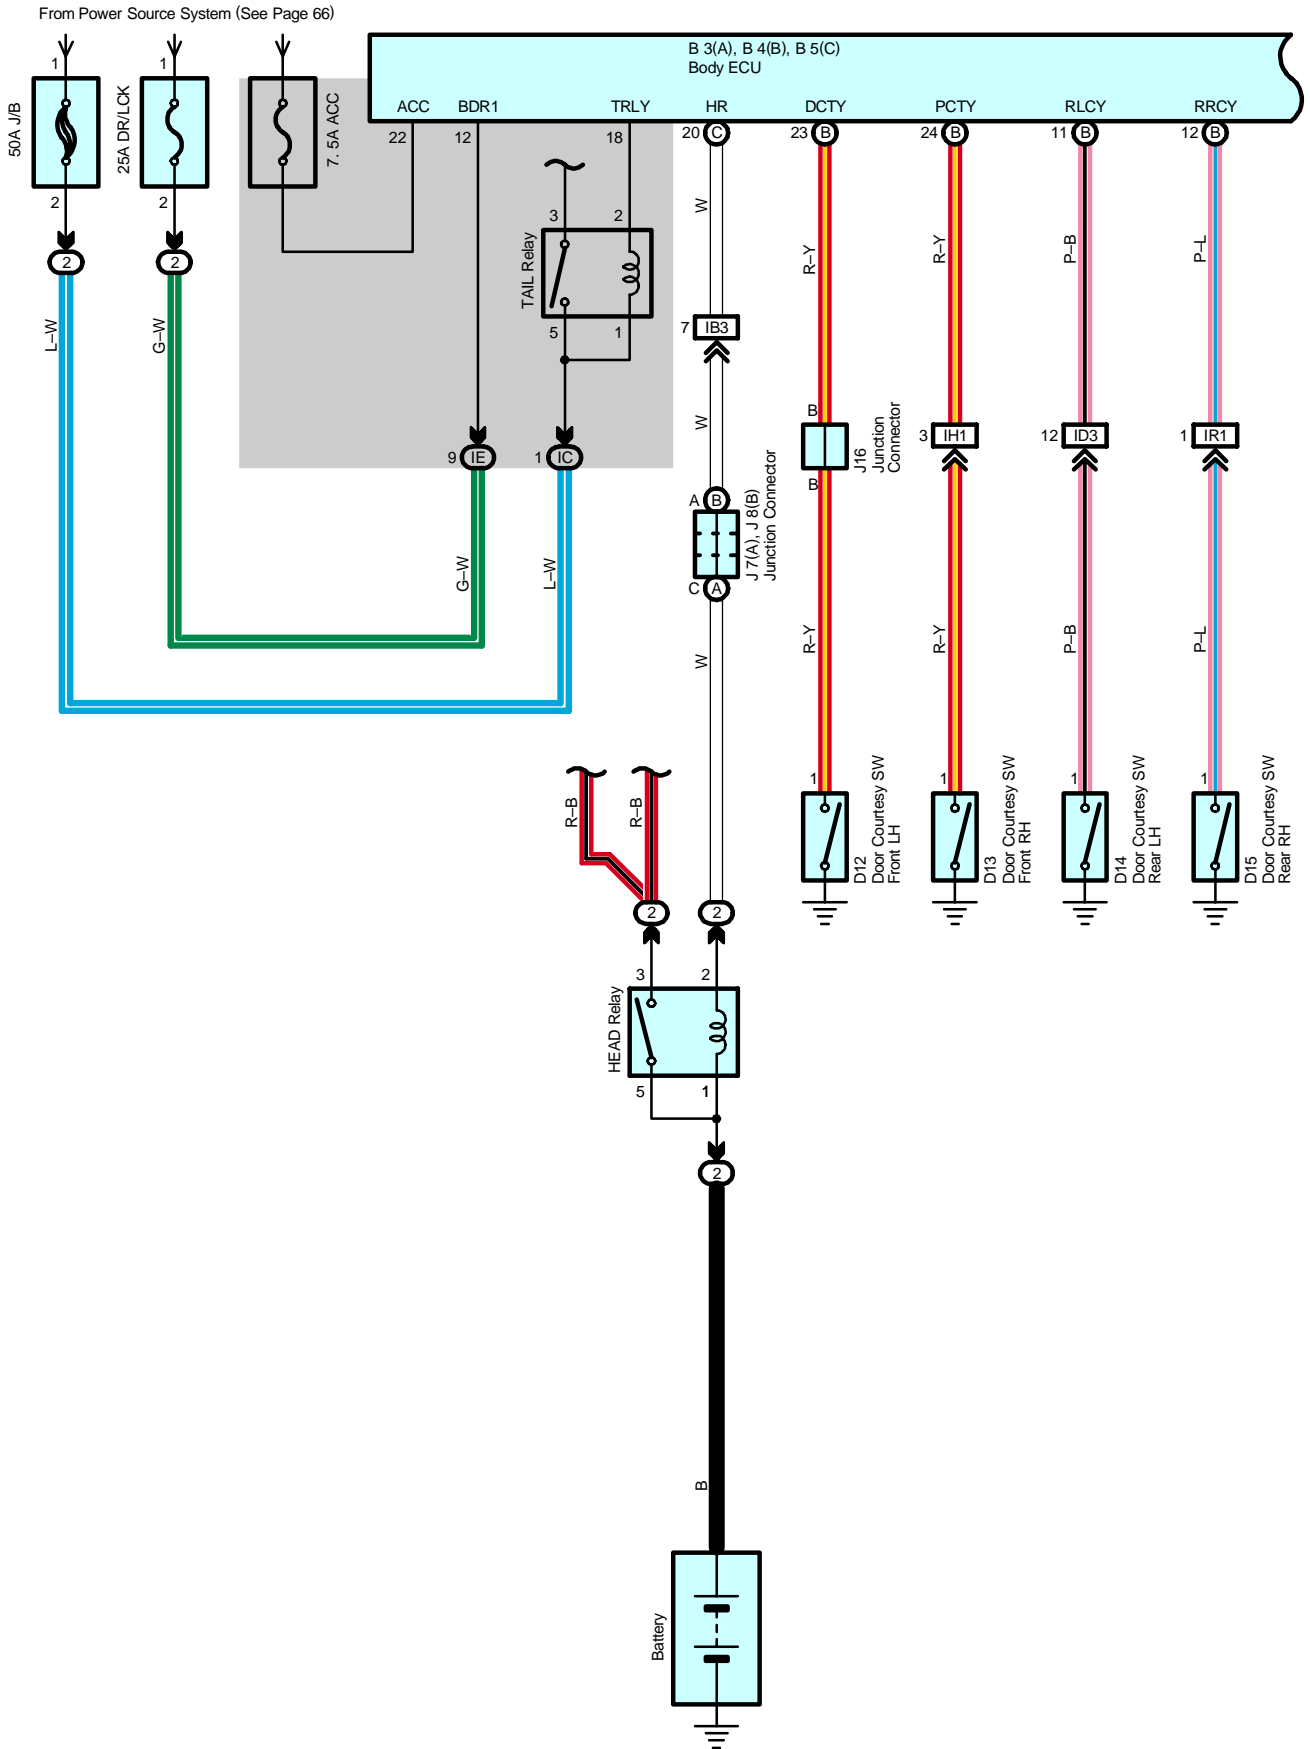 From Power Source System (See Page 66)
B 3(A), B 4(B), B 5(C)
Body ECU
ACC
BDR1
TRLY
HR
DCTY
PCTY
RLCY
RRCY
1
1
50A J/B
25A DR/LCK
7. 5A ACC
22
12
18
20
C
23
B
24
B
11
B
12
B
2
2
2
2
3
2
TAIL Relay
5
1
W
R–Y
R–Y
P–B
P–L
L–W
G–W
7
IB3
W
B
B
J16
Junction
Connector
3
IH1
12
ID3
1
IR1
9
IE
1
IC
A
B
J 7(A), J 8(B)
Junction Connector
C
A
G–W
L–W
W
R–Y
R–Y
P–B
P–L
R–B
R–B
1
1
1
1
D12
Door Courtesy SW
Front LH
D13
Door Courtesy SW
Front RH
D14
Door Courtesy SW
Rear LH
D15
Door Courtesy SW
Rear RH
2
2
3
2
HEAD Relay
5
1
2
B
Battery